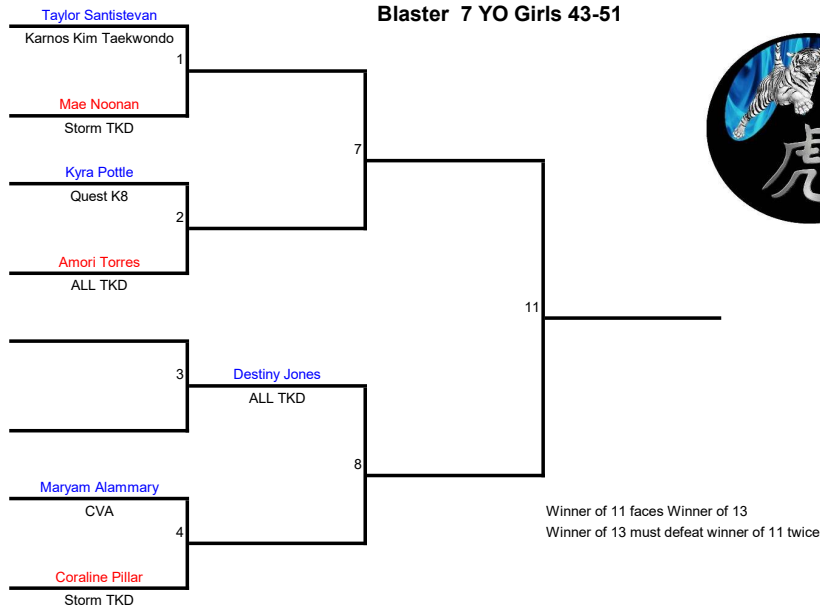 Blaster 7 YO Girls 43-51
Taylor Santistevan
Karnos Kim Taekwondo
1
Mae Noonan
Storm TKD
7
Kyra Pottle
Quest K8
2
Amori Torres
ALL TKD
11
3
Destiny Jones
ALL TKD
8
Maryam Alammary
CVA
4
Coraline Pillar
Storm TKD
Winner of 11 faces Winner of 13
Winner of 13 must defeat winner of 11 twice
虎